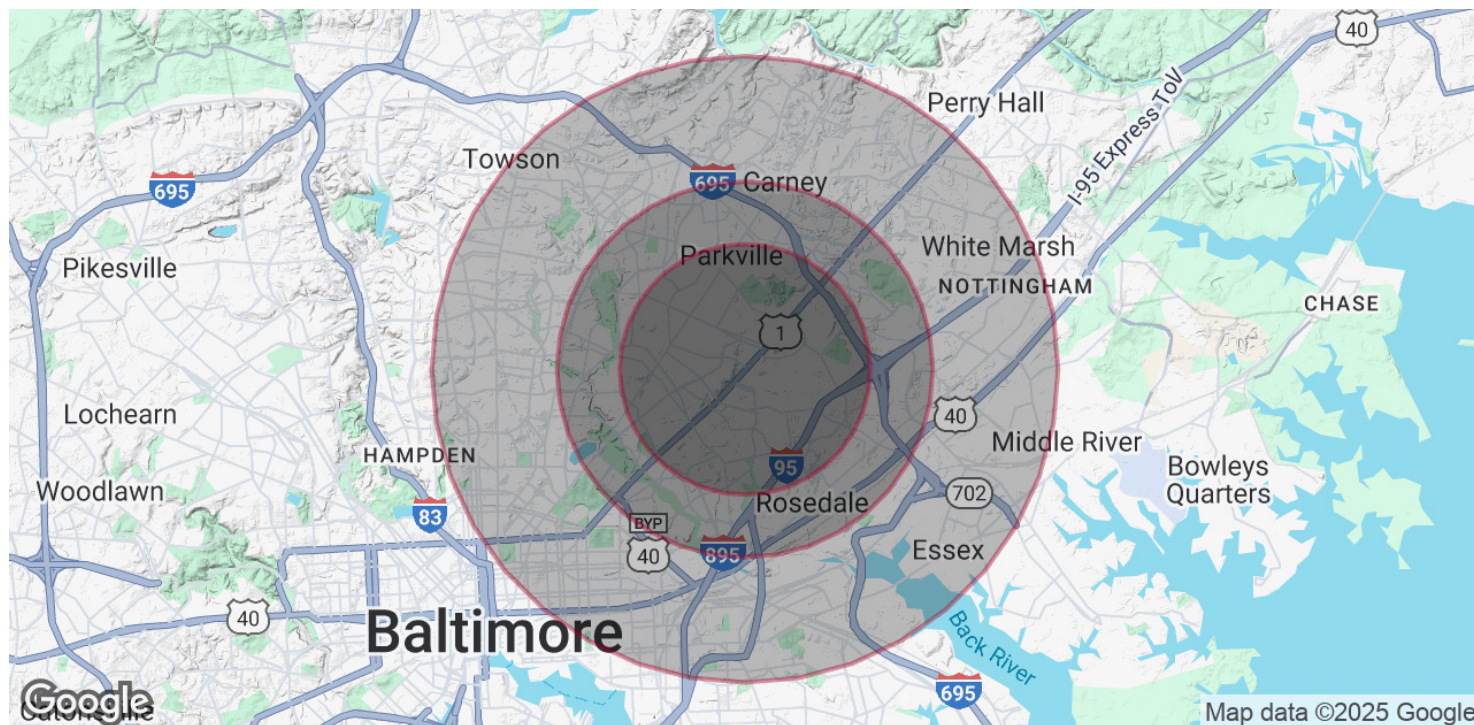 40
Perry Hall
I-95 Express ToV
Towson
695
695
Carney
Parkville
White Marsh
Pikesville
NOTTINGHAM
CHASE
1
Lochearn
40
Middle River
HAMPDEN
95
Bowleys
Quarters
Woodlawn
702
Rosedale
83
BYP
40
895
Essex
40
Baltimore
Back River
695
Google
Catonsville
Map data ©2025 Google